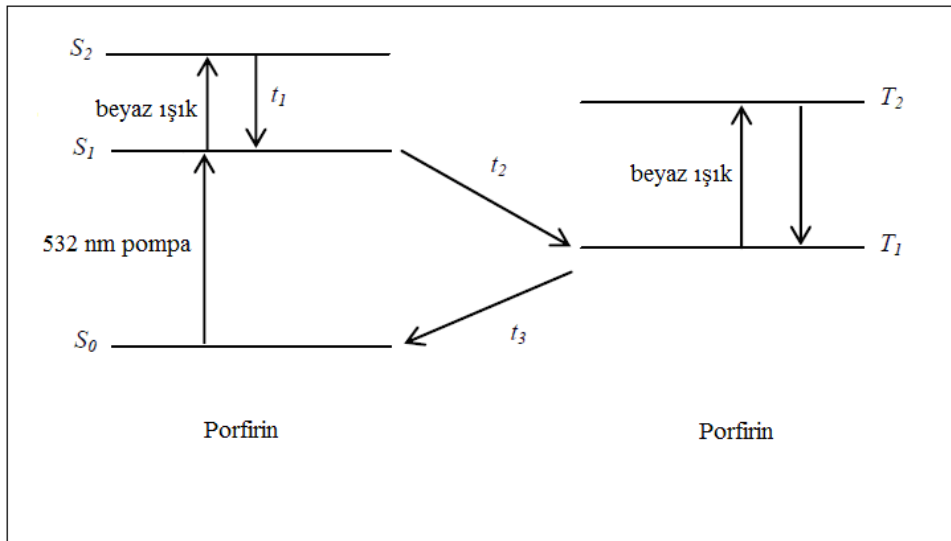 S2
t1
T2
beyaz ışık
S1
t2
beyaz ışık
532 nm pompa
T1
S0
t3
Porfirin
Porfirin